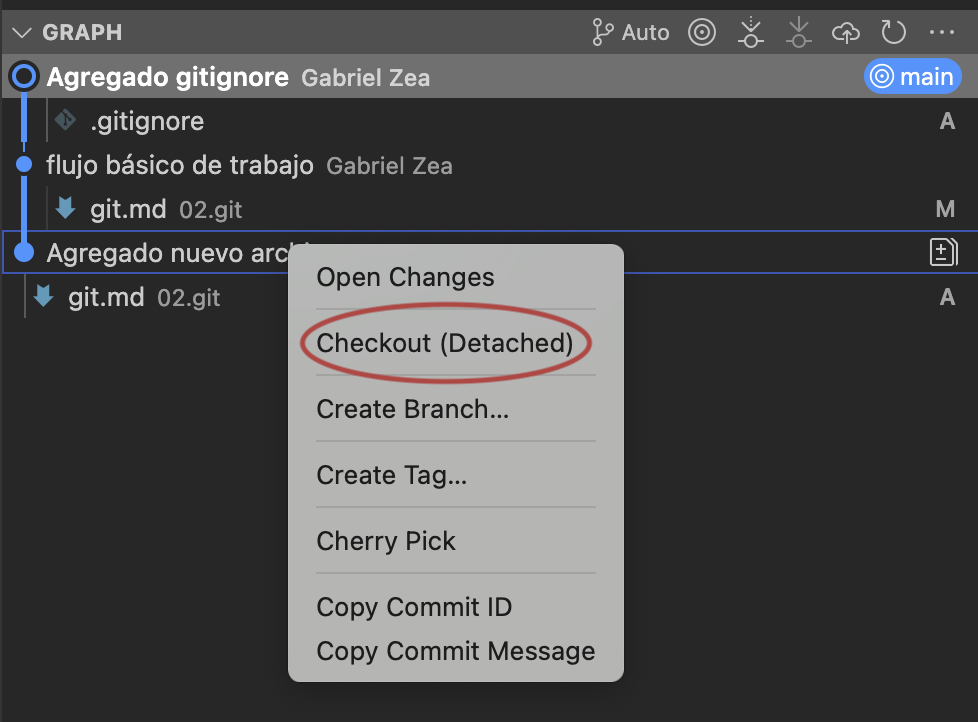 GRAPH Auto
Agregado gitignore Gabriel Zea main
.gitignore A
flujo básico de trabajo Gabriel Zea
git.md 02.git M
Agregado nuevo
git.md 02.git A
Open Changes
Checkout (Detached)
Create Branch...
Create Tag...
Cherry Pick
Copy Commit ID
Copy Commit Message